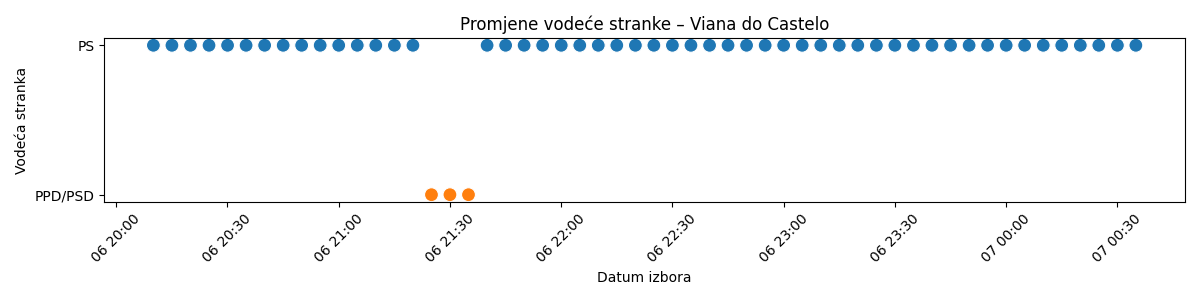 Promjene vodeće stranke – Viana do Castelo
Vodeća stranka
PS
PPD/PSD
06 20:00
06 20:30
06 21:00
06 21:30
06 22:00
06 22:30
06 23:00
06 23:30
07 00:00
07 00:30
Datum izbora